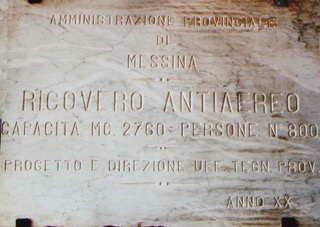 AMMINISTRAZIONE PROVINCIALE
DI
MESSINA
RICOVERO ANTIAEREO
CAPACITA MC. 2760 ÷ PERSONE N 800
PROGETTO E DIREZIONE UFF. TECN. PROV.
ANNO XX